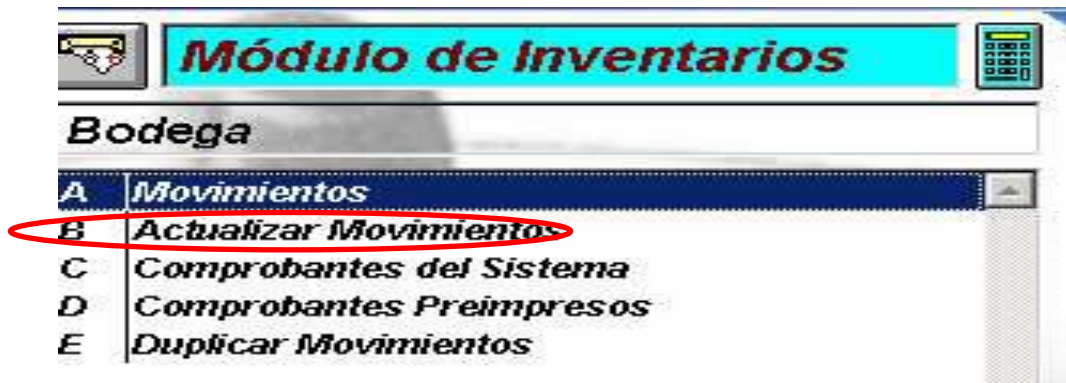 Módulo de Inventarios
Bodega
A Movimientos
B Actualizar Movimientos
C Comprobantes del Sistema
D Comprobantes Preimpresos
E Duplicar Movimientos